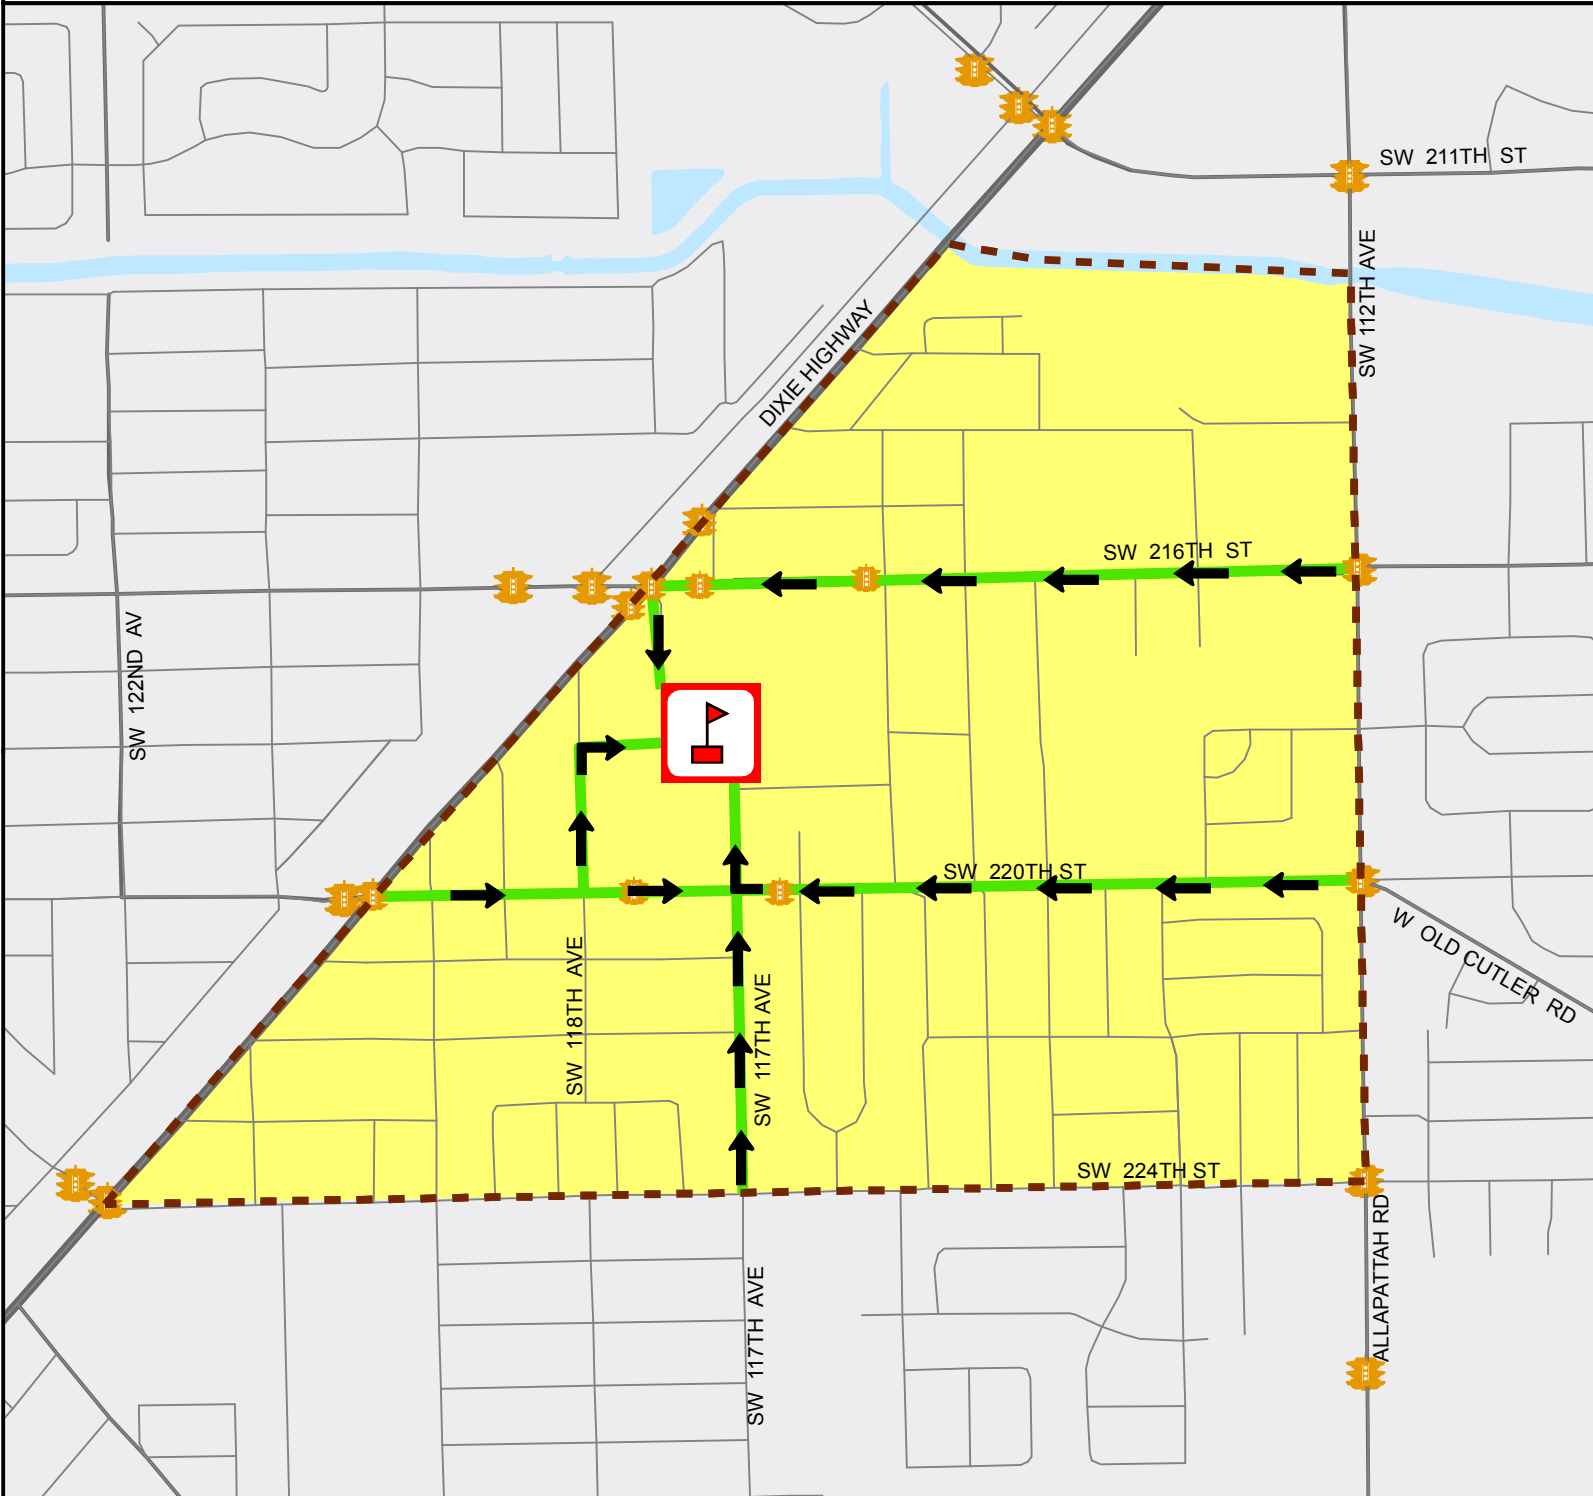 SW 211TH ST
SW 112TH AVE
DIXIE HIGHWAY
SW 216TH ST
SW 122ND AV
SW 220TH ST
W OLD CUTLER RD
SW 118TH AVE
SW 117TH AVE
SW 224TH ST
ALLAPATTAH RD
SW 117TH AVE